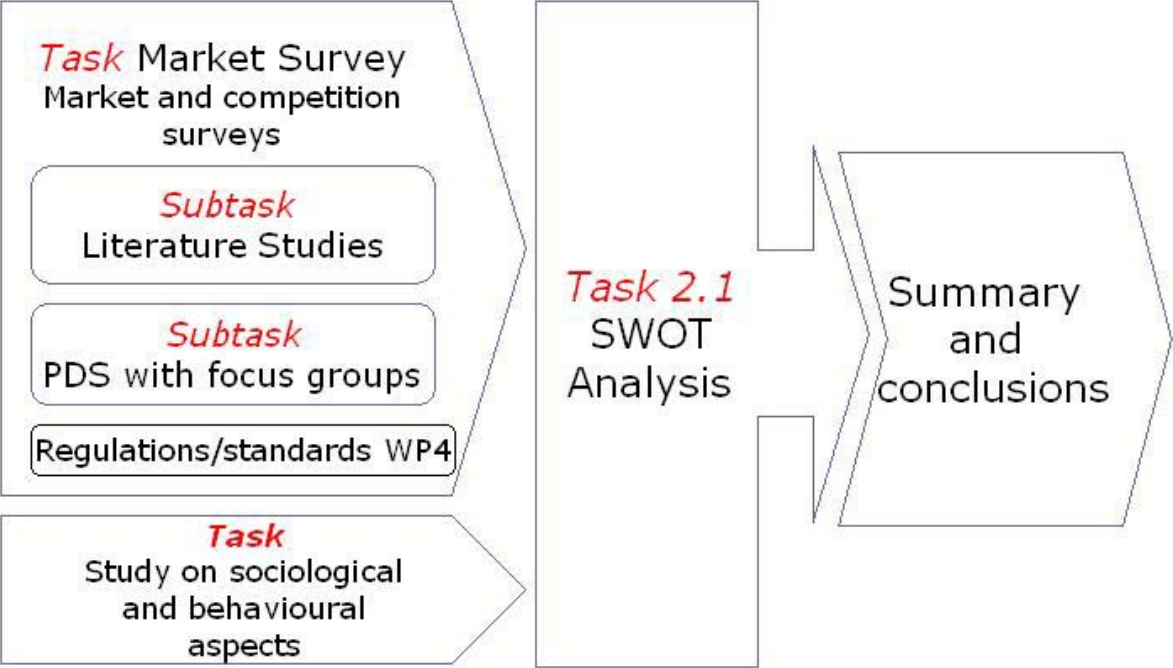 Task Market Survey
Market and competition
surveys
Subtask
Literature Studies
Subtask
PDS with focus groups
Regulations/standards WP4
Task
Study on sociological
and behavioural
aspects
Task 2.1
SWOT
Analysis
Summary
and
conclusions